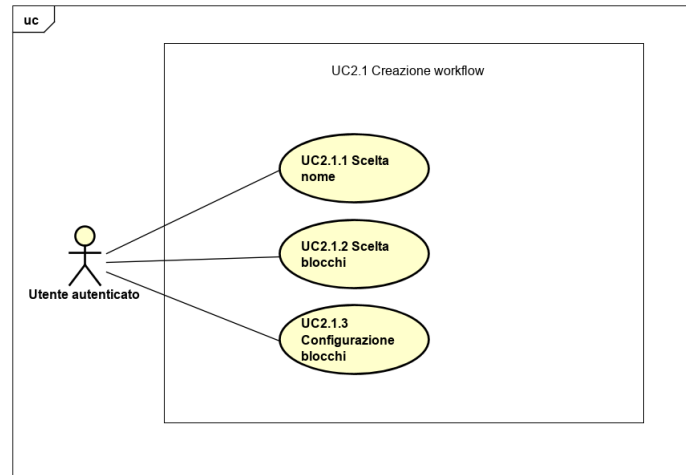 uc
UC2.1 Creazione workflow
UC2.1.1 Scelta
nome
UC2.1.2 Scelta
blocchi
Utente autenticato
UC2.1.3
Configurazione
blocchi